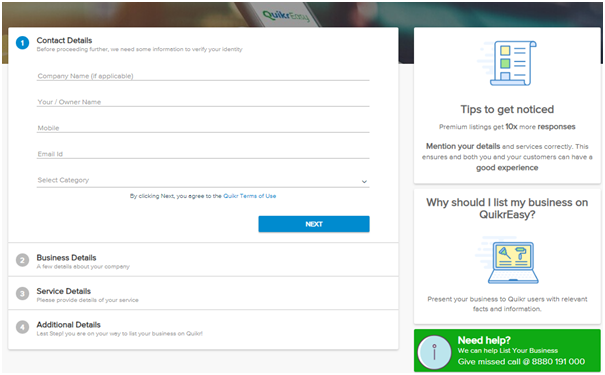 QuikrEasy
1
Contact Details
Before proceeding further, we need some information to verify your identity
Company Name (if applicable)
Your / Owner Name
Mobile
Email Id
Select Category
By clicking Next, you agree to the Quikr Terms of Use
NEXT
2
Business Details
A few details about your company
3
Service Details
Please provide details of your service
4
Additional Details
Last Step! you are on your way to list your business on Quikr!
Tips to get noticed
Premium listings get 10x more responses
Mention your details and services correctly. This
ensures and both you and your customers can have a
good experience
Why should I list my business on
QuikrEasy?
Present your business to Quikr users with relevant
facts and information.
Need help?
We can help List Your Business
Give missed call @ 8880 191 000